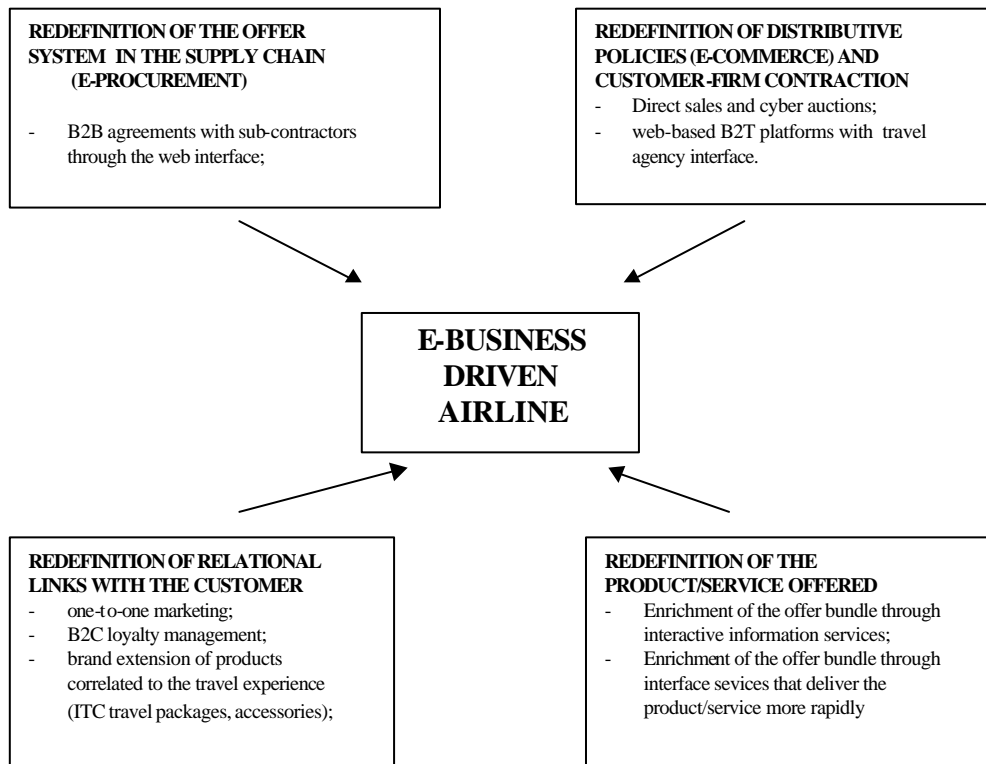 REDEFINITION OF THE OFFER
SYSTEM IN THE SUPPLY CHAIN
(E-PROCUREMENT)
- B2B agreements with sub-contractors
through the web interface;
REDEFINITION OF DISTRIBUTIVE
POLICIES (E-COMMERCE) AND
CUSTOMER-FIRM CONTRACTION
- Direct sales and cyber auctions;
- web-based B2T platforms with travel
agency interface.
E-BUSINESS
DRIVEN
AIRLINE
REDEFINITION OF RELATIONAL
LINKS WITH THE CUSTOMER
- one-to-one marketing;
- B2C loyalty management;
- brand extension of products
correlated to the travel experience
(ITC travel packages, accessories);
REDEFINITION OF THE
PRODUCT/SERVICE OFFERED
- Enrichment of the offer bundle through
interactive information services;
- Enrichment of the offer bundle through
interface sevices that deliver the
product/service more rapidly